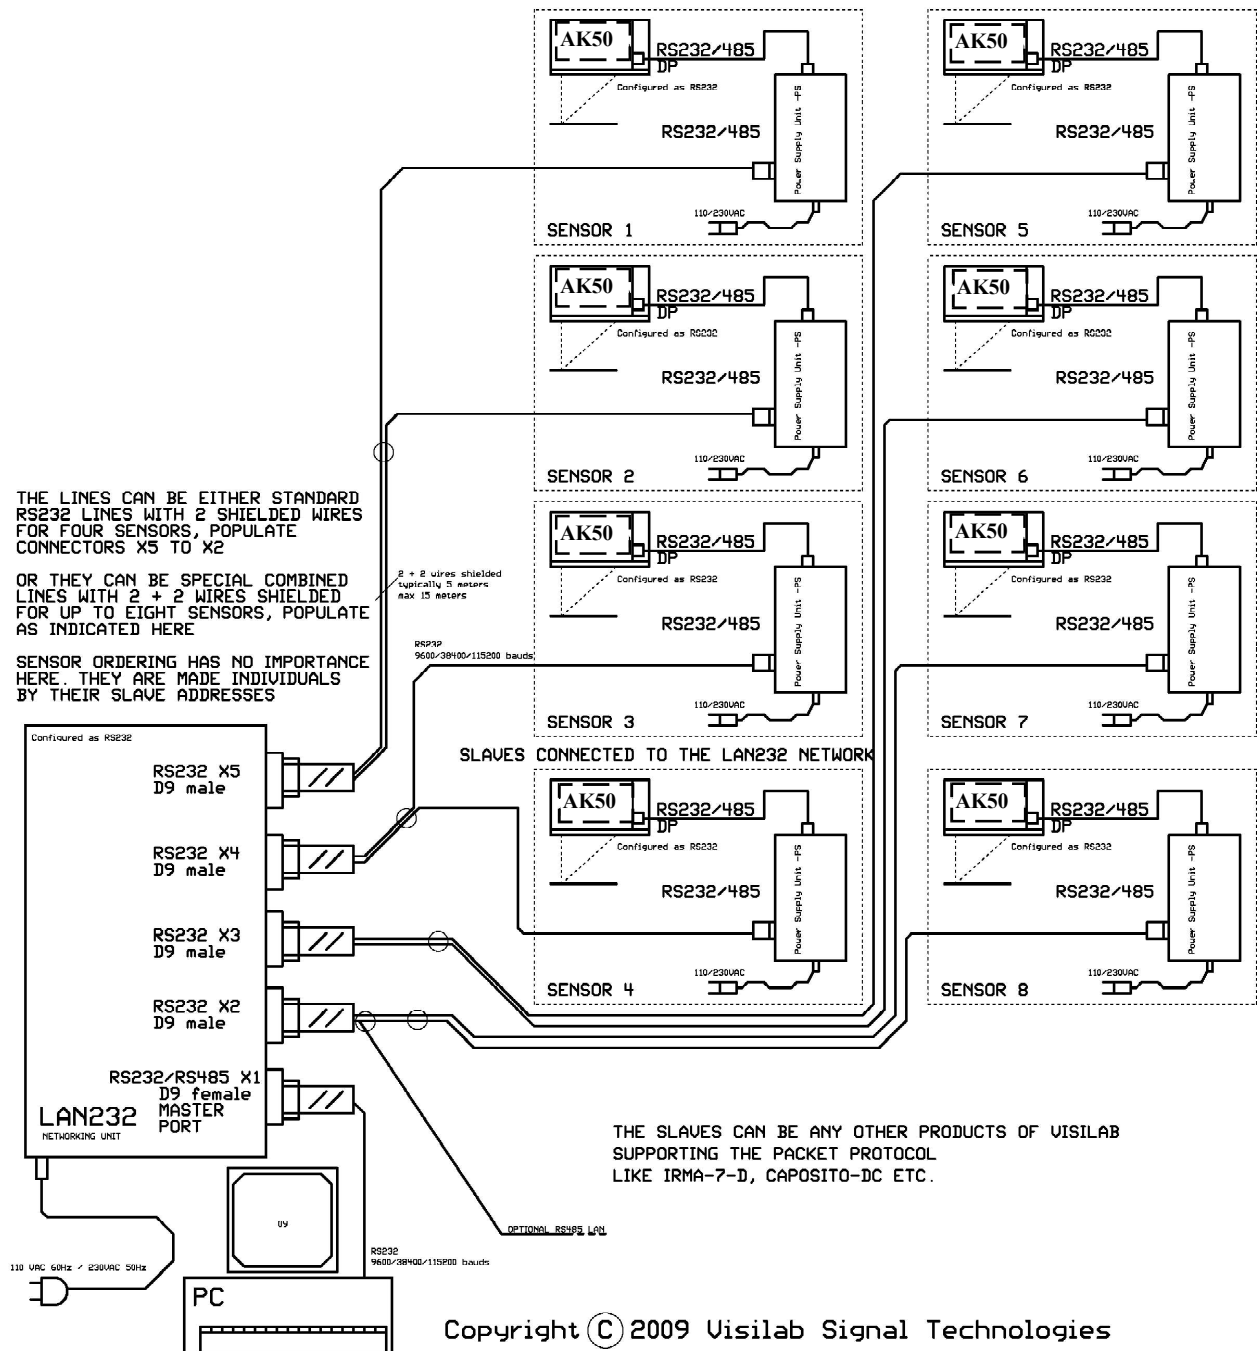 AK50
RS232/485
DP
Configured as RS232
RS232/485
Power Supply Unit -PS
110/230VAC
SENSOR 1
AK50
RS232/485
DP
Configured as RS232
RS232/485
Power Supply Unit -PS
110/230VAC
SENSOR 5
AK50
RS232/485
DP
Configured as RS232
RS232/485
Power Supply Unit -PS
110/230VAC
SENSOR 2
AK50
RS232/485
DP
Configured as RS232
RS232/485
Power Supply Unit -PS
110/230VAC
SENSOR 6
THE LINES CAN BE EITHER STANDARD
RS232 LINES WITH 2 SHIELDED WIRES
FOR FOUR SENSORS, POPULATE
CONNECTORS X5 TO X2
OR THEY CAN BE SPECIAL COMBINED
LINES WITH 2 + 2 WIRES SHIELDED
FOR UP TO EIGHT SENSORS, POPULATE
AS INDICATED HERE
SENSOR ORDERING HAS NO IMPORTANCE
HERE. THEY ARE MADE INDIVIDUALS
BY THEIR SLAVE ADDRESSES
2 + 2 wires shielded
typically 5 meters
max 15 meters
RS232
9600/38400/115200 bauds
AK50
RS232/485
DP
Configured as RS232
RS232/485
Power Supply Unit -PS
110/230VAC
SENSOR 3
AK50
RS232/485
DP
Configured as RS232
RS232/485
Power Supply Unit -PS
110/230VAC
SENSOR 7
SLAVES CONNECTED TO THE LAN232 NETWORK
AK50
RS232/485
DP
Configured as RS232
RS232/485
Power Supply Unit -PS
110/230VAC
SENSOR 4
AK50
RS232/485
DP
Configured as RS232
RS232/485
Power Supply Unit -PS
110/230VAC
SENSOR 8
Configured as RS232
RS232 X5
D9 male
RS232 X4
D9 male
RS232 X3
D9 male
RS232 X2
D9 male
RS232/RS485 X1
D9 female
MASTER
PORT
LAN232
NETWORKING UNIT
THE SLAVES CAN BE ANY OTHER PRODUCTS OF VISILAB
SUPPORTING THE PACKET PROTOCOL
LIKE IRMA-7-D, CAPOSITO-DC ETC.
OPTIONAL RS485 LAN
RS232
9600/38400/115200 bauds
110 VAC 60Hz / 230VAC 50Hz
PC
Copyright (C) 2009 Visilab Signal Technologies